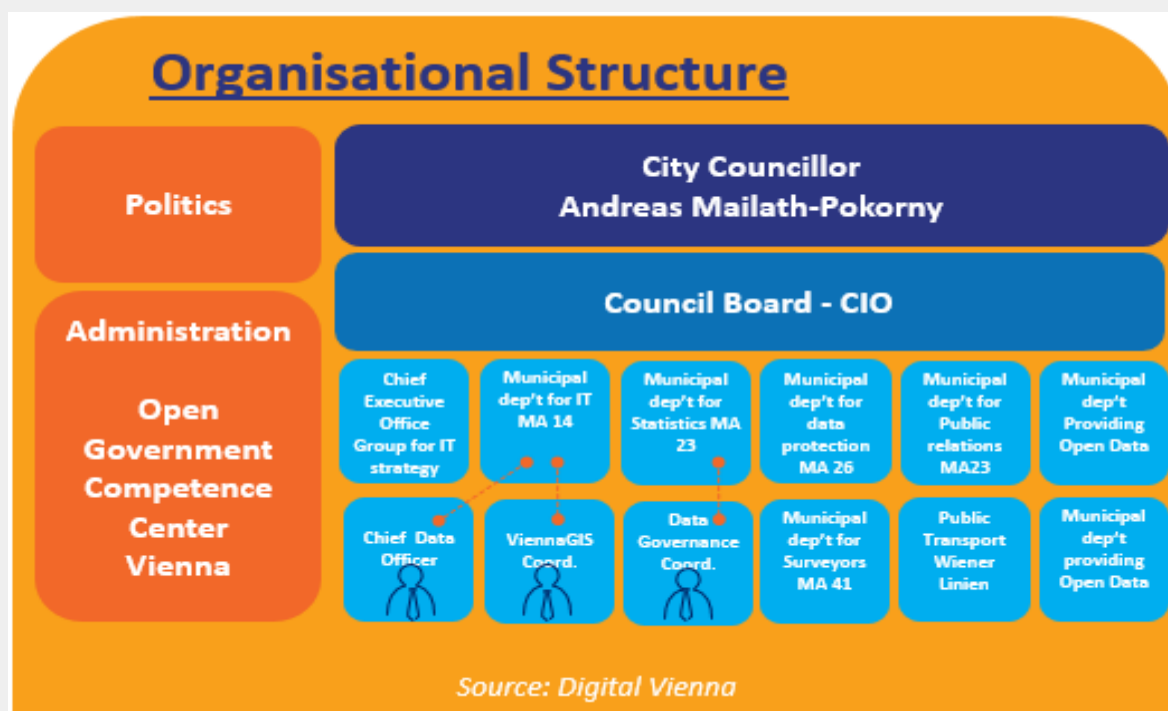 Organisational Structure
Politics
City Councillor
Andreas Mailath-Pokorny
Council Board - CIO
Administration
Open
Government
Competence
Center
Vienna
Chief
Executive
Office
Group for IT
strategy
Municipal
dep't for IT
MA 14
Municipal
dep't for
Statistics MA
23
Municipal
dep't for
data
protection
MA 26
Municipal
dep't for
Public
relations
MA23
Municipal
dep't
Providing
Open Data
Chief Data
Officer
ViennaGIS
Coord.
Data
Governance
Coord.
Municipal
dep't for
Surveyors
MA 41
Public
Transport
Wiener
Linien
Municipal
dep't
providing
Open Data
Source: Digital Vienna